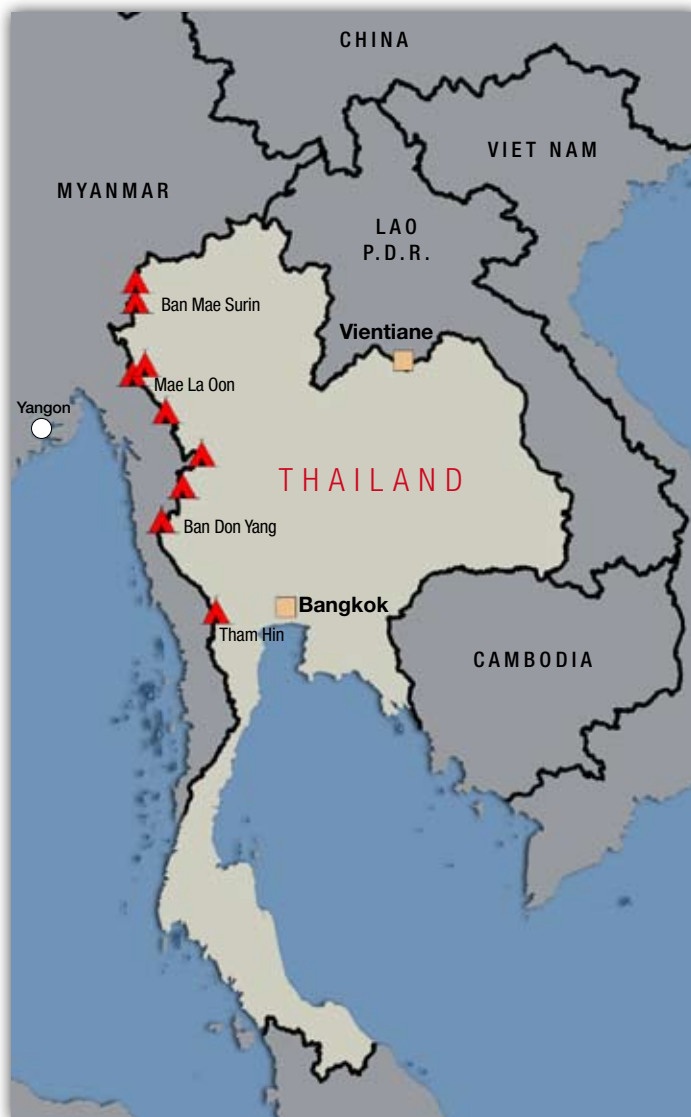 CHINA
VIET NAM
MYANMAR
LAO
P.D.R.
Ban Mae Surin
Vientiane
Mae La Oon
Yangon
THAILAND
Ban Don Yang
Bangkok
Tham Hin
CAMBODIA